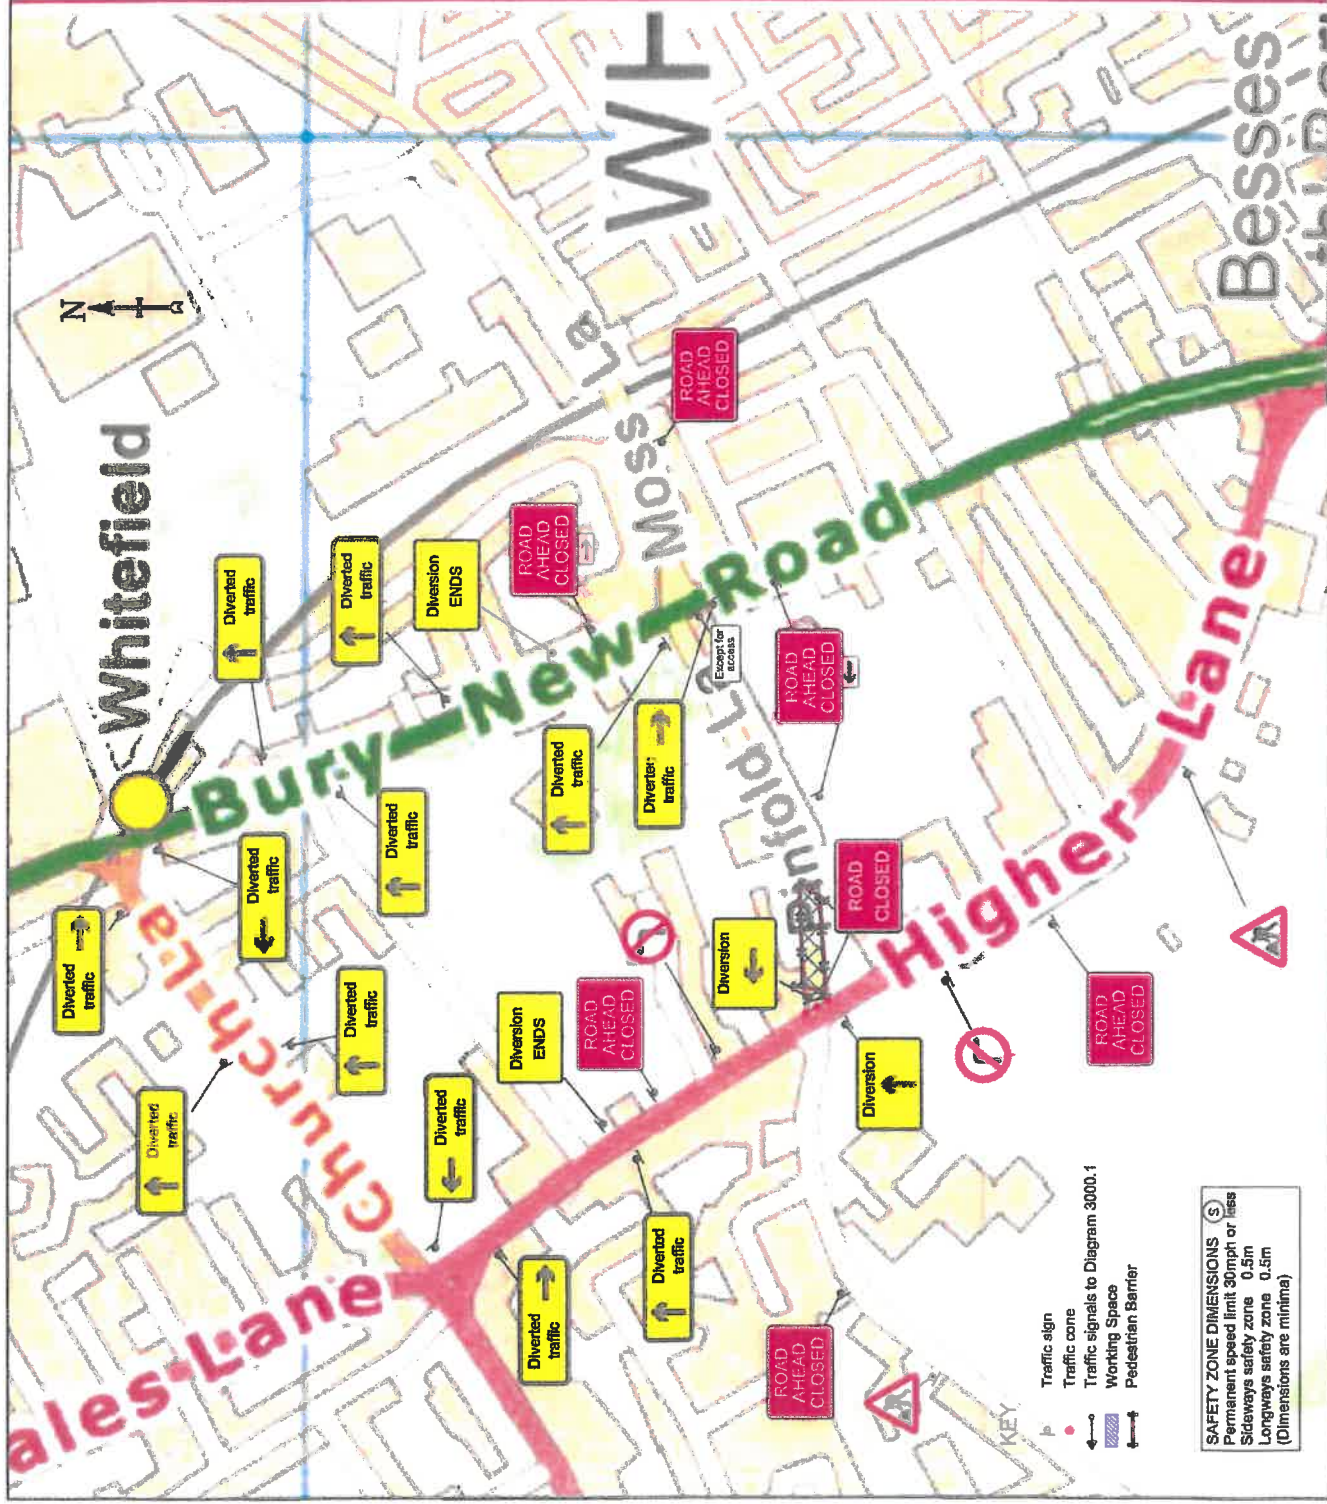 Whitefield
N
Diverted
traffic
Diverted
traffic
Diverted
traffic
Diverted
traffic
ales Lane
Church La
Bury New Road
Diverted
traffic
Diverted
traffic
Diverted
traffic
Diversion
ENDS
Diverted
traffic
Diversion
ENDS
ROAD
AHEAD
CLOSED
Diverted
traffic
Diverted
traffic
ROAD
AHEAD
CLOSED
Moss La
WH
Diverted
traffic
Diverted
traffic
Except for
access
ROAD
AHEAD
CLOSED
Pinfold La
Diversion
ROAD
AHEAD
CLOSED
ROAD
AHEAD
CLOSED
ROAD
CLOSED
Diversion
Higher Lane
ROAD
AHEAD
CLOSED
Besses
KEY
Traffic sign
Traffic cone
Traffic signals to Diagram 3000.1
Working Space
Pedestrian Barrier
SAFETY ZONE DIMENSIONS S
Permanent speed limit 30mph or less
Sideways safety zone 0.5m
Longways safety zone 0.5m
(Dimensions are minima)